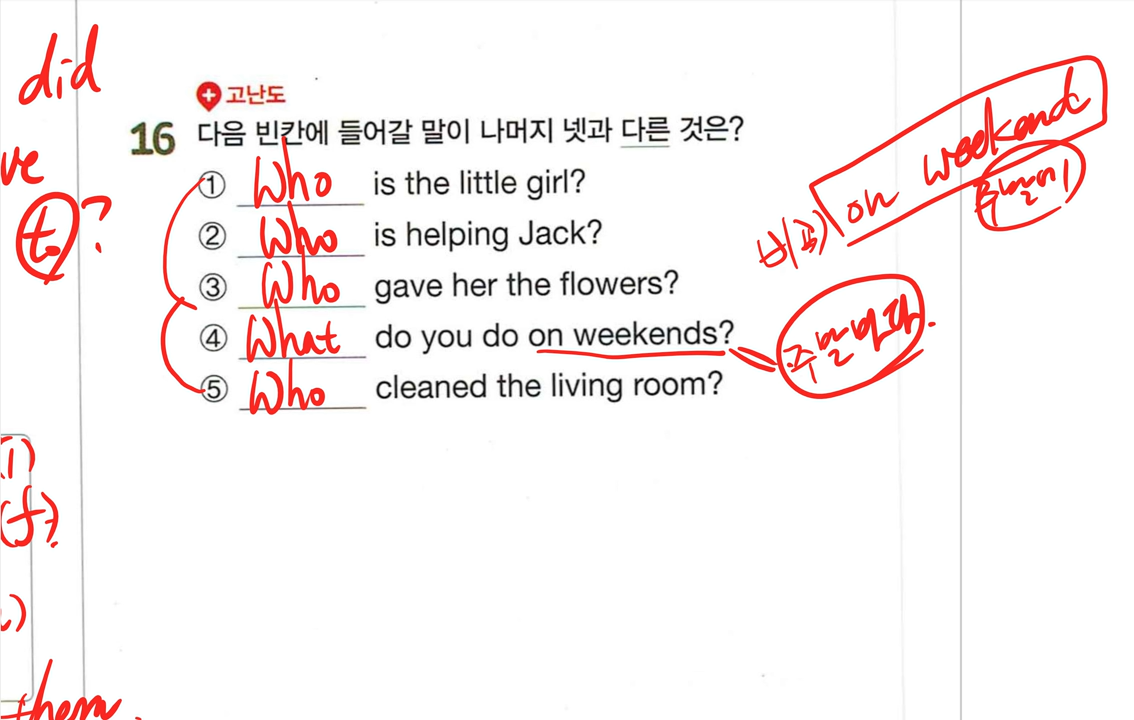 did
ve
to?
고난도
16 다음 빈칸에 들어갈 말이 나머지 넷과 다른 것은?
① Who is the little girl?
② Who is helping Jack?
③ Who gave her the flowers?
④ What do you do on weekends?
⑤ Who cleaned the living room?
비교) on weekend
주말에
주말마다.
1)
(f)
)
them.